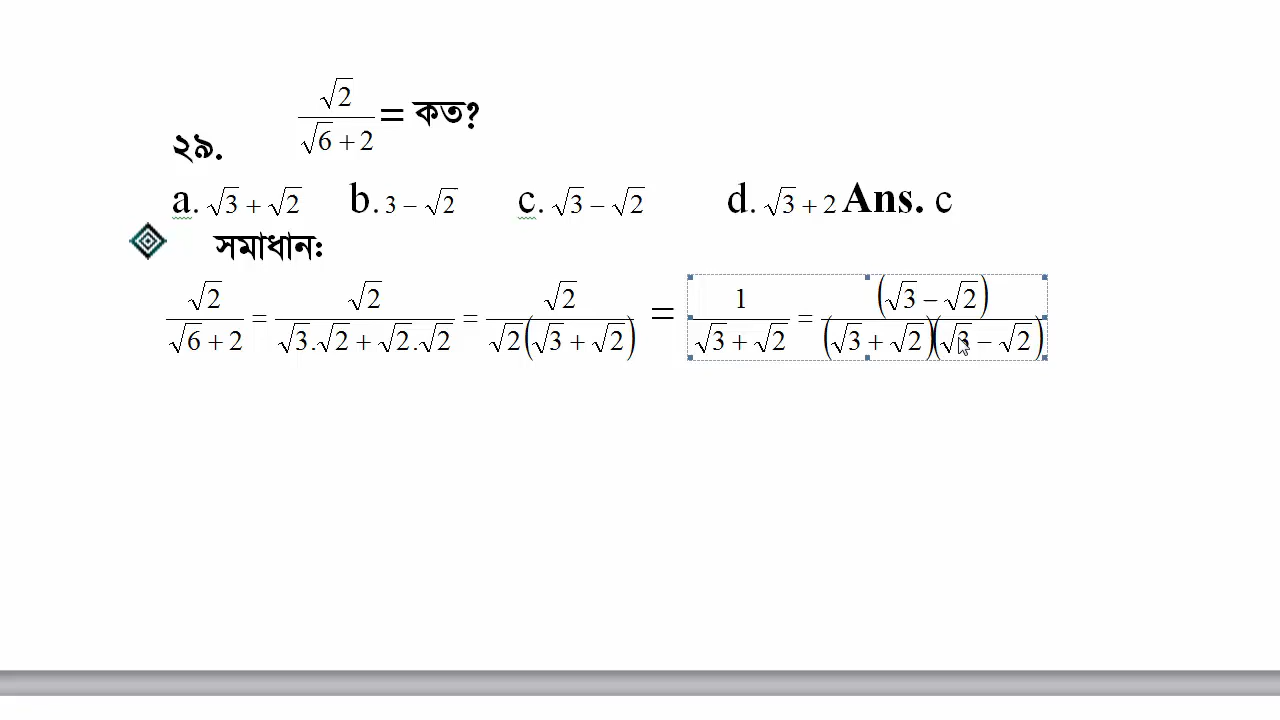 ২৯. √2/(√6 + 2) = কত?
a. √3 + √2 b. 3 − √2 c. √3 − √2 d. √3 + 2 Ans. c
সমাধান:
√2/(√6 + 2) = √2/(√3.√2 + √2.√2) = √2/(√2(√3 + √2)) = 1/(√3 + √2) = (√3 − √2)/((√3 + √2)(√3 − √2))